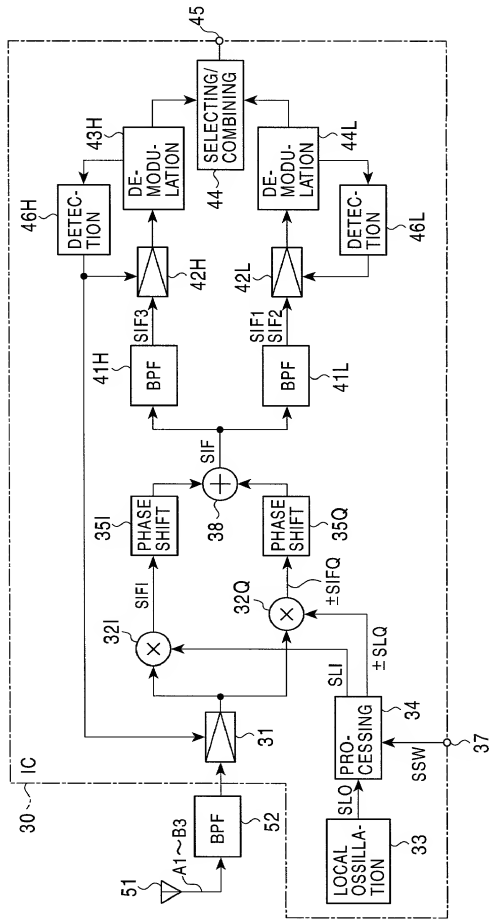 30
IC
51
A1~B3
BPF
52
31
LOCAL
OSSILLA-
TION
33
SLO
PRO-
CESSING
34
SSW
37
SLI
±SLQ
32I
32Q
SIFI
±SIFQ
35I
PHASE
SHIFT
PHASE
SHIFT
35Q
38
SIF
41H
BPF
BPF
41L
SIF3
SIF1
SIF2
42H
42L
46H
DETEC-
TION
43H
DE-
MODU-
LATION
DE-
MODU-
LATION
44L
DETEC-
TION
46L
44
SELECTING/
COMBINING
45